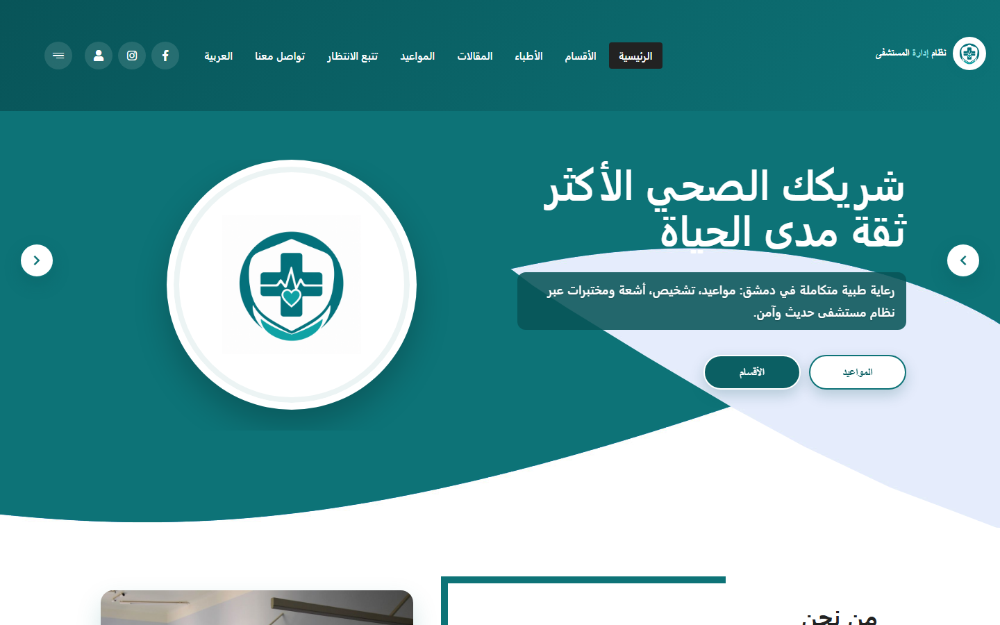 نظام إدارة المستشفى
الرئيسية
الأقسام
الأطباء
المقالات
المواعيد
تتبع الانتظار
تواصل معنا
العربية
شريكك الصحي الأكثر
ثقة مدى الحياة
رعاية طبية متكاملة في دمشق: مواعيد، تشخيص، أشعة ومختبرات عبر
نظام مستشفى حديث وآمن.
المواعيد
الأقسام
من نحن